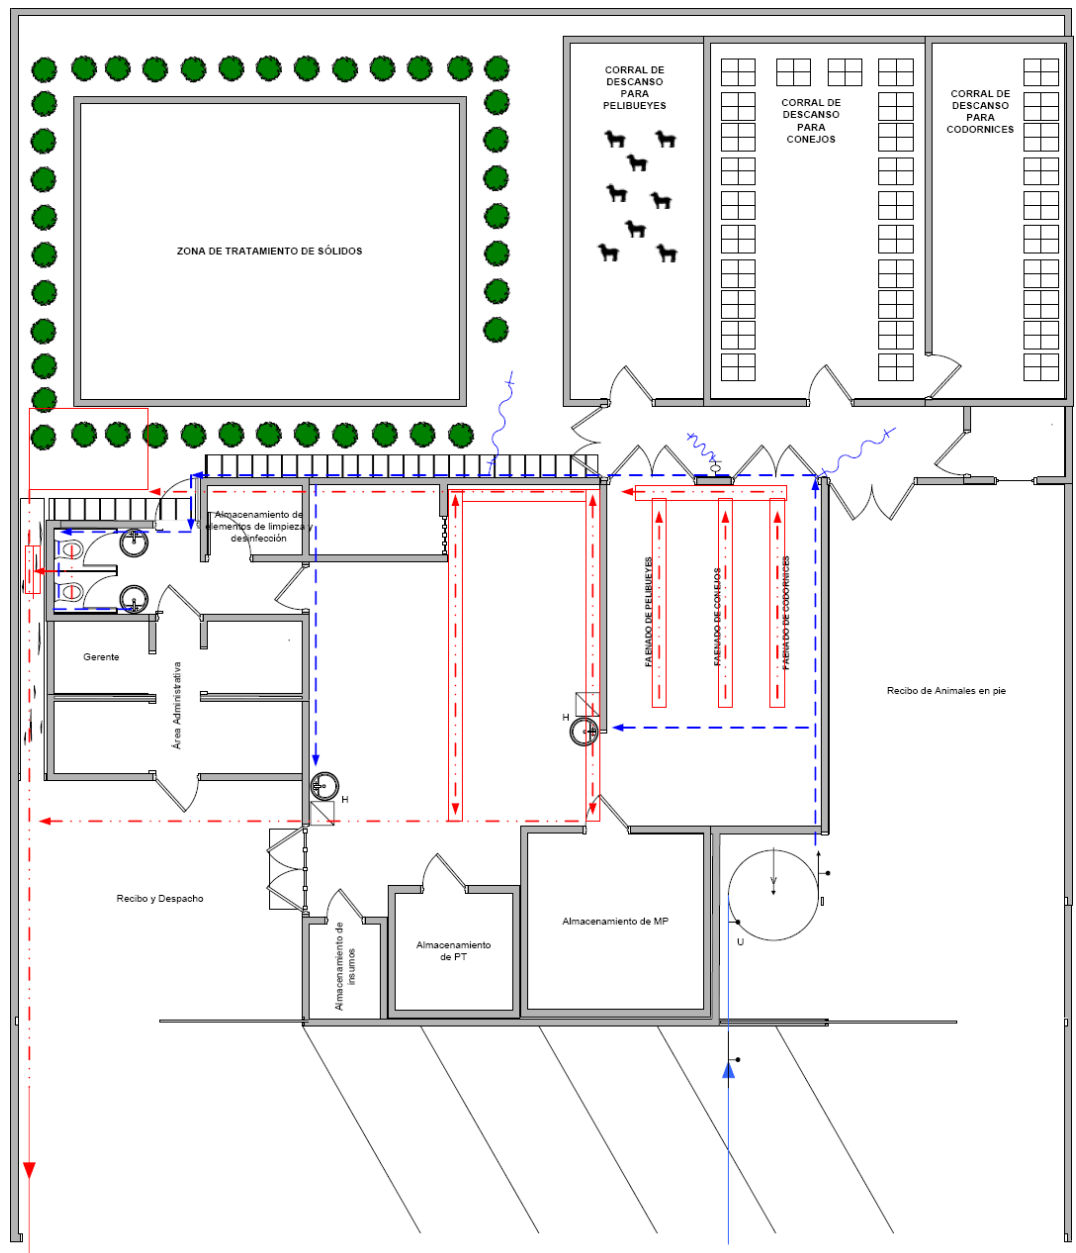 CORRAL DE
DESCANSO
PARA
PELIBUEYES
CORRAL DE
DESCANSO
PARA
CONEJOS
CORRAL DE
DESCANSO
PARA
CODORNICES
ZONA DE TRATAMIENTO DE SÓLIDOS
Almacenamiento de
elementos de limpieza y
desinfección
FAENADO DE PELIBUEYES
FAENADO DE CONEJOS
FAENADO DE CODORNICES
Gerente
Área Administrativa
Recibo de Animales en pie
H
H
Recibo y Despacho
Almacenamiento de
insumos
Almacenamiento
de PT
Almacenamiento de MP
V
U